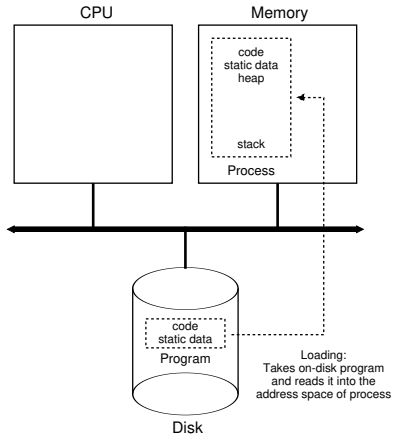 CPU
Memory
code
static data
heap
stack
Process
code
static data
Program
Loading:
Takes on-disk program
and reads it into the
address space of process
Disk